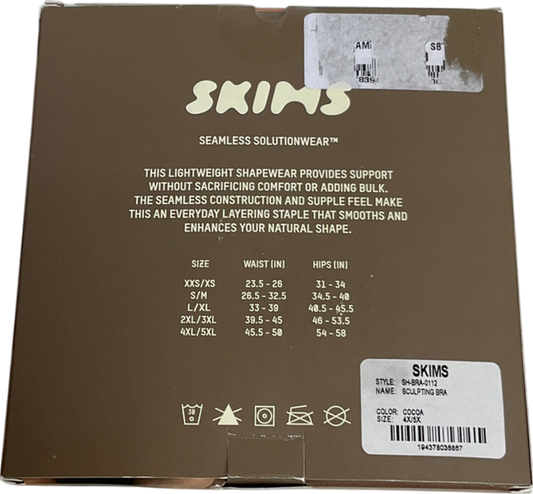 AMi S8
7839
SKIMS
SEAMLESS SOLUTIONWEAR™
THIS LIGHTWEIGHT SHAPEWEAR PROVIDES SUPPORT
WITHOUT SACRIFICING COMFORT OR ADDING BULK.
THE SEAMLESS CONSTRUCTION AND SUPPLE FEEL MAKE
THIS AN EVERYDAY LAYERING STAPLE THAT SMOOTHS AND
ENHANCES YOUR NATURAL SHAPE.
SIZE WAIST (IN) HIPS (IN)
XXS/XS 23.5 - 26 31 - 34
S/M 26.5 - 32.5 34.5 - 40
L/XL 33 - 39 40.5 - 45.5
2XL/3XL 39.5 - 45 46 - 53.5
4XL/5XL 45.5 - 50 54 - 58
30
SKIMS
STYLE: SH-BRA-0112
NAME: SCULPTING BRA
COLOR: COCOA
SIZE: 4X/5X
194378036867